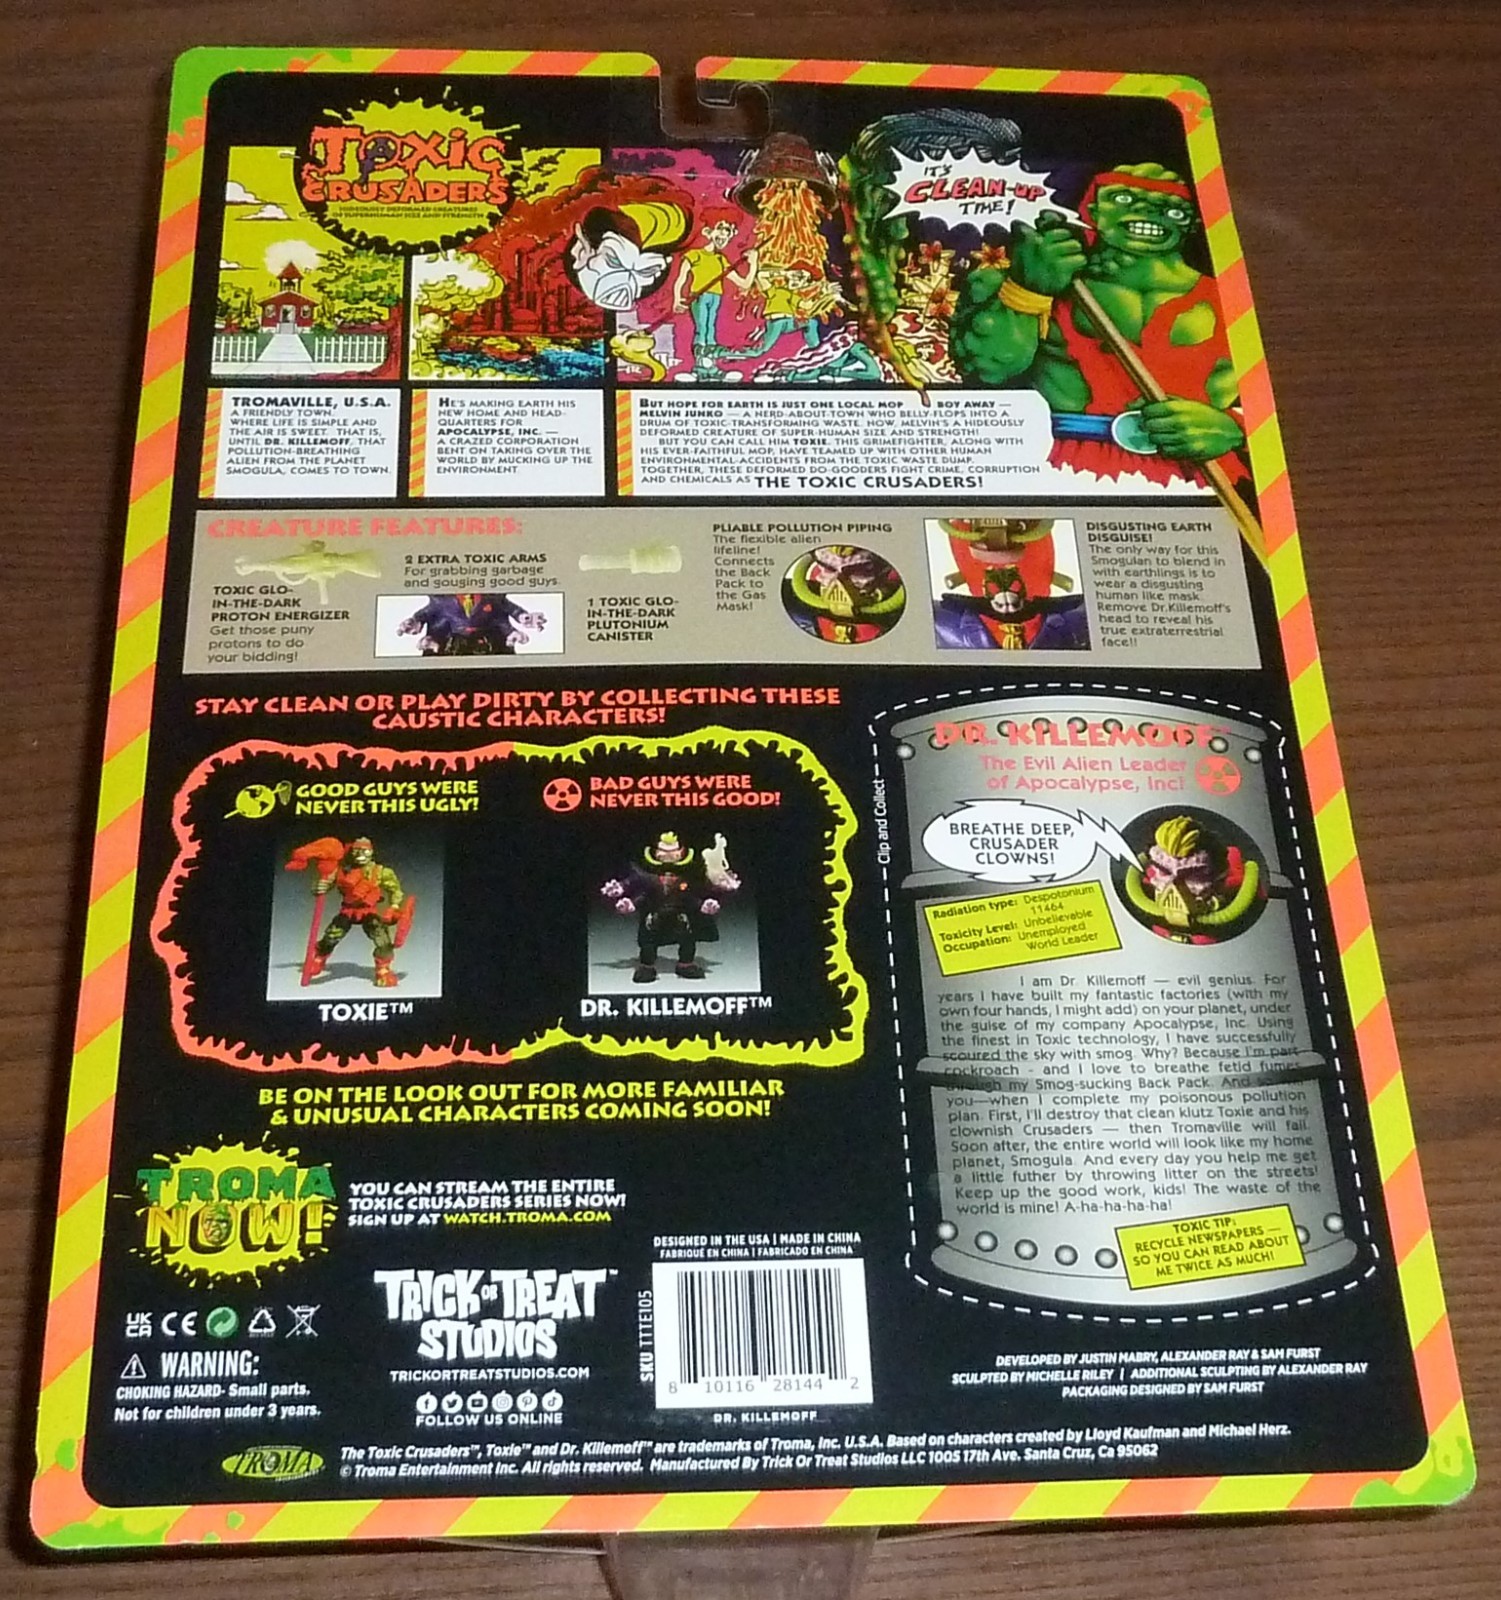 TOXIC
CRUSADERS
HIDEOUSLY DEFORMED CREATURES
OF SUPERHUMAN SIZE AND STRENGTH
IT'S
CLEAN-UP
TIME!
TROMAVILLE, U.S.A.
A FRIENDLY TOWN.
WHERE LIFE IS SIMPLE AND
THE AIR IS SWEET. THAT IS,
UNTIL DR. KILLEMOFF, THAT
POLLUTION-BREATHING
ALIEN FROM THE PLANET
SMOGULA, COMES TO TOWN.
HE'S MAKING EARTH HIS
NEW HOME AND HEAD-
QUARTERS FOR
APOCALYPSE, INC. —
A CRAZED CORPORATION
BENT ON TAKING OVER THE
WORLD BY MUCKING UP THE
ENVIRONMENT.
BUT HOPE FOR EARTH IS JUST ONE LOCAL MOP BOY AWAY —
MELVIN JUNKO — A NERD-ABOUT-TOWN WHO BELLY-FLOPS INTO A
DRUM OF TOXIC-TRANSFORMING WASTE. NOW, MELVIN'S A HIDEOUSLY
DEFORMED CREATURE OF SUPER-HUMAN SIZE AND STRENGTH!
BUT YOU CAN CALL HIM TOXIE. THIS GRIMEFIGHTER, ALONG WITH
HIS EVER-FAITHFUL MOP, HAVE TEAMED UP WITH OTHER HUMAN
ENVIRONMENTAL-ACCIDENTS FROM THE TOXIC WASTE DUMP.
TOGETHER, THESE DEFORMED DO-GOODERS FIGHT CRIME, CORRUPTION
AND CHEMICALS AS THE TOXIC CRUSADERS!
CREATURE FEATURES:
TOXIC GLO-
IN-THE-DARK
PROTON ENERGIZER
Get those puny
protons to do
your bidding!
2 EXTRA TOXIC ARMS
For grabbing garbage
and gouging good guys.
1 TOXIC GLO-
IN-THE-DARK
PLUTONIUM
CANISTER
PLIABLE POLLUTION PIPING
The flexible alien
lifeline!
Connects
the Back
Pack to
the Gas
Mask!
DISGUSTING EARTH
DISGUISE!
The only way for this
Smogulan to blend in
with earthlings is to
wear a disgusting
human like mask.
Remove Dr.Killemoff's
head to reveal his
true extraterrestrial
face!!
STAY CLEAN OR PLAY DIRTY BY COLLECTING THESE
CAUSTIC CHARACTERS!
GOOD GUYS WERE
NEVER THIS UGLY!
BAD GUYS WERE
NEVER THIS GOOD!
TOXIE™
DR. KILLEMOFF™
BE ON THE LOOK OUT FOR MORE FAMILIAR
& UNUSUAL CHARACTERS COMING SOON!
Clip and Collect
DR. KILLEMOFF™
The Evil Alien Leader
of Apocalypse, Inc!
BREATHE DEEP,
CRUSADER
CLOWNS!
Radiation type: Despotonium
11464
Toxicity Level: Unbelievable
Occupation: Unemployed
World Leader
I am Dr. Killemoff — evil genius. For
years I have built my fantastic factories (with my
own four hands, I might add) on your planet, under
the guise of my company Apocalypse, Inc. Using
the finest in Toxic technology, I have successfully
scoured the sky with smog. Why? Because I'm part
cockroach - and I love to breathe fetid fumes
through my Smog-sucking Back Pack. And
you—when I complete my poisonous pollution
plan. First, I'll destroy that clean klutz Toxie and his
clownish Crusaders — then Tromaville will fall.
Soon after, the entire world will look like my home
planet, Smogula. And every day you help me get
a little futher by throwing litter on the streets!
Keep up the good work, kids! The waste of the
world is mine! A-ha-ha-ha-ha!
TOXIC TIP:
RECYCLE NEWSPAPERS —
SO YOU CAN READ ABOUT
ME TWICE AS MUCH!
TROMA
NOW!
YOU CAN STREAM THE ENTIRE
TOXIC CRUSADERS SERIES NOW!
SIGN UP AT WATCH.TROMA.COM
DESIGNED IN THE USA | MADE IN CHINA
FABRIQUÉ EN CHINA | FABRICADO EN CHINA
SKU TTTE105
8 10116 28144 2
DR. KILLEMOFF
TRICK OR TREAT™
STUDIOS
TRICKORTREATSTUDIOS.COM
FOLLOW US ONLINE
UK
CA CE
WARNING:
CHOKING HAZARD- Small parts.
Not for children under 3 years.
DEVELOPED BY JUSTIN MABRY, ALEXANDER RAY & SAM FURST
SCULPTED BY MICHELLE RILEY | ADDITIONAL SCULPTING BY ALEXANDER RAY
PACKAGING DESIGNED BY SAM FURST
TROMA
The Toxic Crusaders™, Toxie™ and Dr. Killemoff™ are trademarks of Troma, Inc. U.S.A. Based on characters created by Lloyd Kaufman and Michael Herz.
© Troma Entertainment Inc. All rights reserved. Manufactured By Trick Or Treat Studios LLC 1005 17th Ave. Santa Cruz, Ca 95062